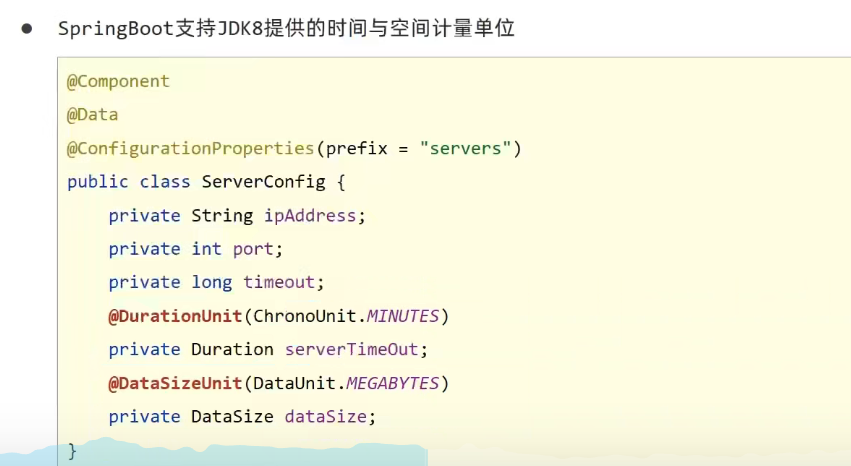 ● SpringBoot支持JDK8提供的时间与空间计量单位
@Component
@Data
@ConfigurationProperties(prefix = "servers")
public class ServerConfig {
    private String ipAddress;
    private int port;
    private long timeout;
    @DurationUnit(ChronoUnit.MINUTES)
    private Duration serverTimeOut;
    @DataSizeUnit(DataUnit.MEGABYTES)
    private DataSize dataSize;
}